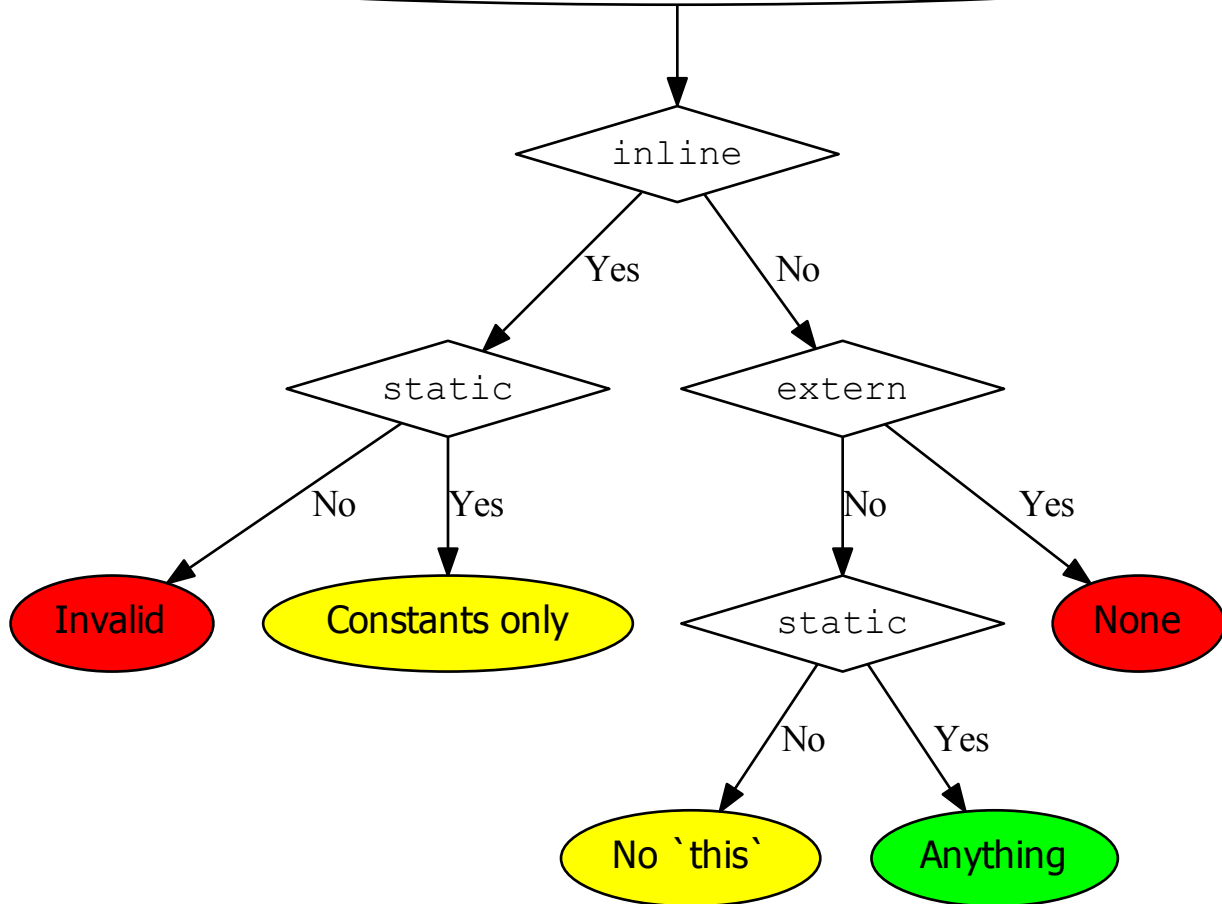 inline
Yes
No
static
extern
No
Yes
No
Yes
Invalid
Constants only
static
None
No
Yes
No `this`
Anything